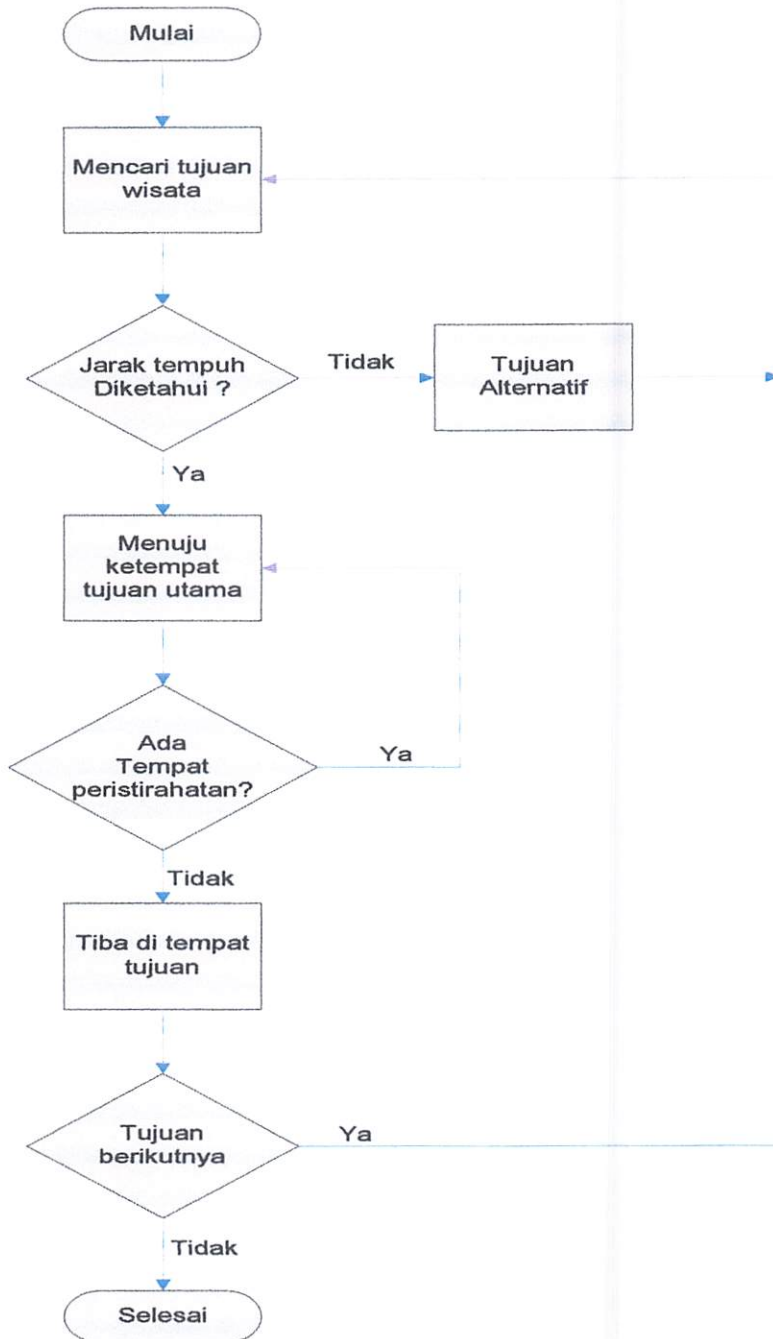 Mulai
Mencari tujuan
wisata
Jarak tempuh
Diketahui ?
Tidak
Tujuan
Alternatif
Ya
Menuju
ketempat
tujuan utama
Ada
Tempat
peristirahatan?
Ya
Tidak
Tiba di tempat
tujuan
Tujuan
berikutnya
Ya
Tidak
Selesai